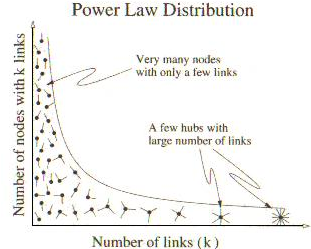 Power Law Distribution
Number of nodes with k links
Very many nodes
with only a few links
A few hubs with
large number of links
Number of links (k)